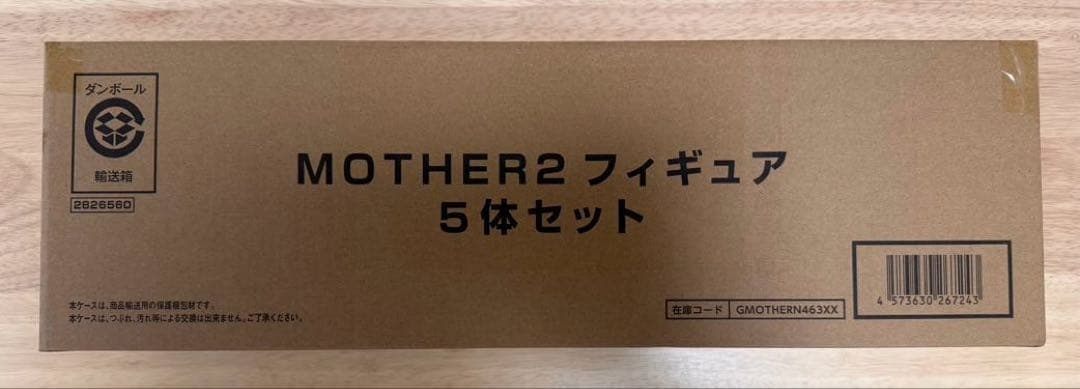 ダンボール
輸送箱
2826560
MOTHER2 フィギュア
5体セット
本ケースは、商品輸送用の保護梱包材です。
本ケースは、つぶれ、汚れ等による交換は出来ません。ご了承ください。
在庫コード GMOTHERN463XX
4 573630 267243